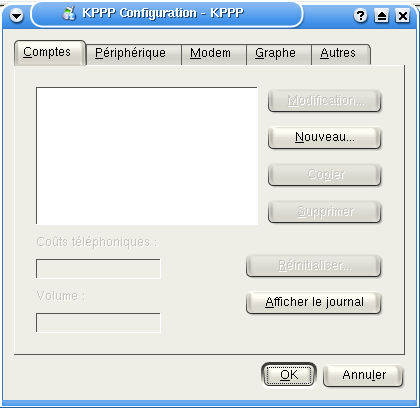 KPPP Configuration - KPPP
Comptes Périphérique Modem Graphe Autres
Modification...
Nouveau...
Copier
Supprimer
Coûts téléphoniques :
Réinitialiser...
Volume :
Afficher le journal
OK Annuler